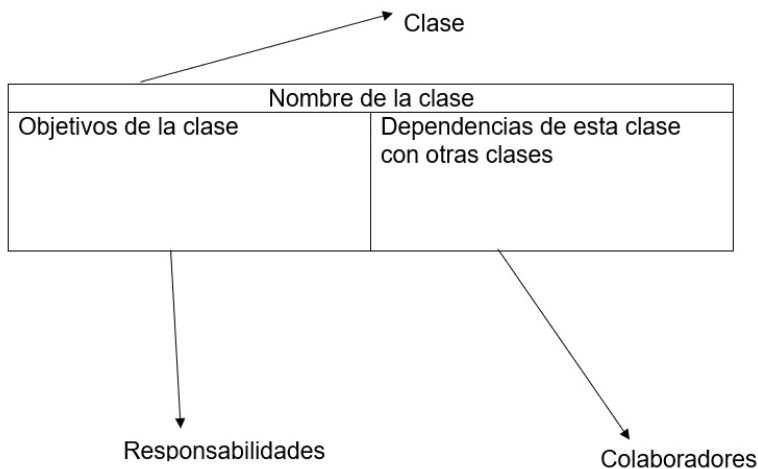 Clase
Nombre de la clase
Objetivos de la clase
Dependencias de esta clase
con otras clases
Responsabilidades
Colaboradores